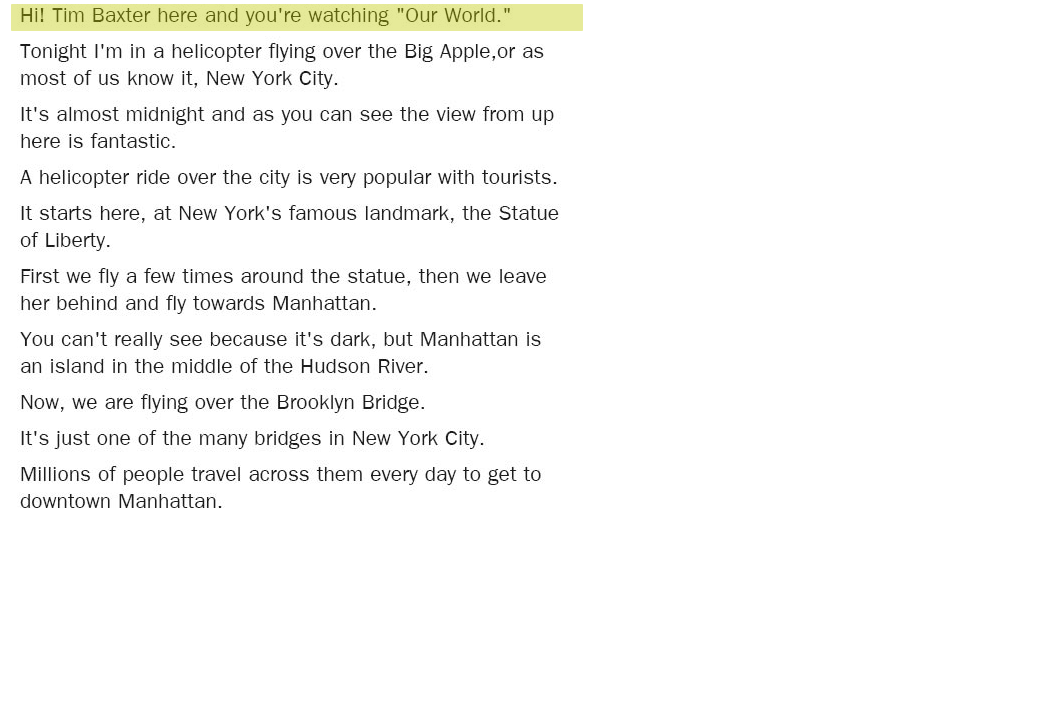 Hi! Tim Baxter here and you're watching "Our World."
Tonight I'm in a helicopter flying over the Big Apple,or as
most of us know it, New York City.
It's almost midnight and as you can see the view from up
here is fantastic.
A helicopter ride over the city is very popular with tourists.
It starts here, at New York's famous landmark, the Statue
of Liberty.
First we fly a few times around the statue, then we leave
her behind and fly towards Manhattan.
You can't really see because it's dark, but Manhattan is
an island in the middle of the Hudson River.
Now, we are flying over the Brooklyn Bridge.
It's just one of the many bridges in New York City.
Millions of people travel across them every day to get to
downtown Manhattan.